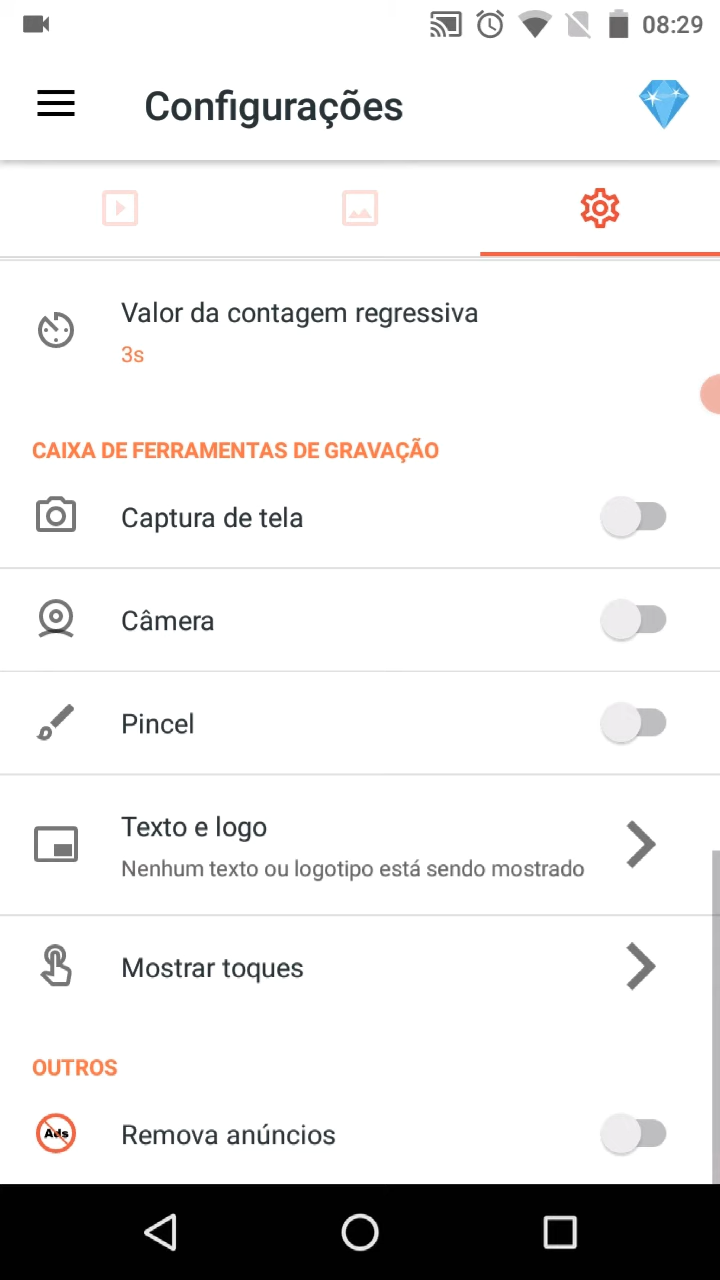 08:29
Configurações
Valor da contagem regressiva
3s
CAIXA DE FERRAMENTAS DE GRAVAÇÃO
Captura de tela
Câmera
Pincel
Texto e logo
Nenhum texto ou logotipo está sendo mostrado
Mostrar toques
OUTROS
Ads
Remova anúncios